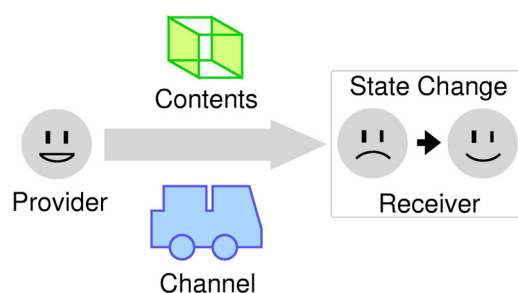 Contents
State Change
Provider
Receiver
Channel